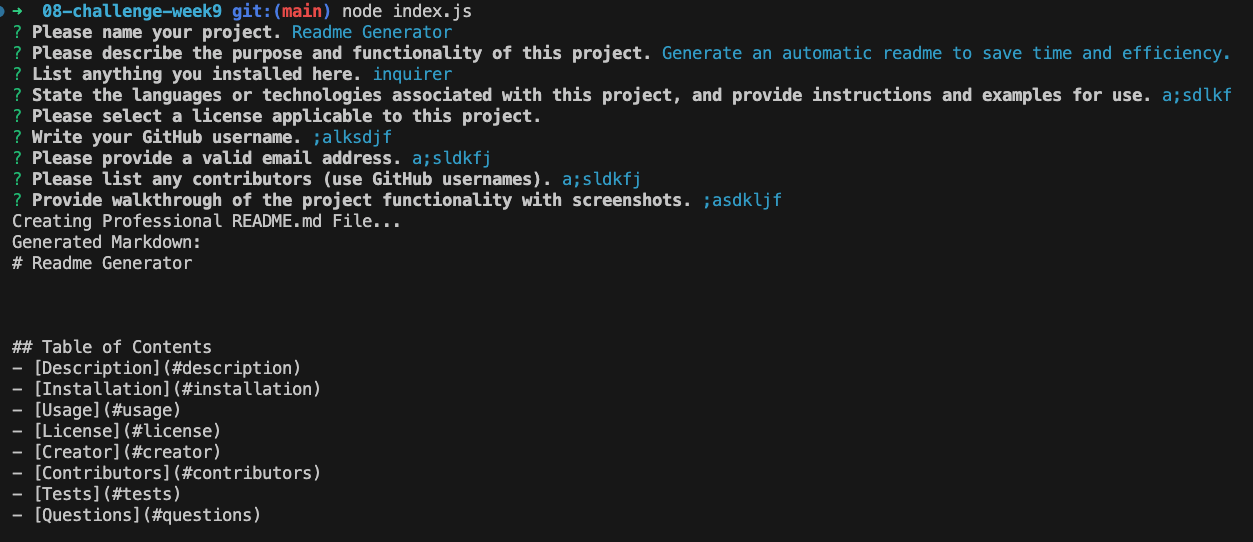 ➜ 08-challenge-week9 git:(main) node index.js
? Please name your project. Readme Generator
? Please describe the purpose and functionality of this project. Generate an automatic readme to save time and efficiency.
? List anything you installed here. inquirer
? State the languages or technologies associated with this project, and provide instructions and examples for use. a;sdlkf
? Please select a license applicable to this project.
? Write your GitHub username. ;alksdjf
? Please provide a valid email address. a;sldkfj
? Please list any contributors (use GitHub usernames). a;sldkfj
? Provide walkthrough of the project functionality with screenshots. ;asdkljf
Creating Professional README.md File...
Generated Markdown:
# Readme Generator
## Table of Contents
- [Description](#description)
- [Installation](#installation)
- [Usage](#usage)
- [License](#license)
- [Creator](#creator)
- [Contributors](#contributors)
- [Tests](#tests)
- [Questions](#questions)